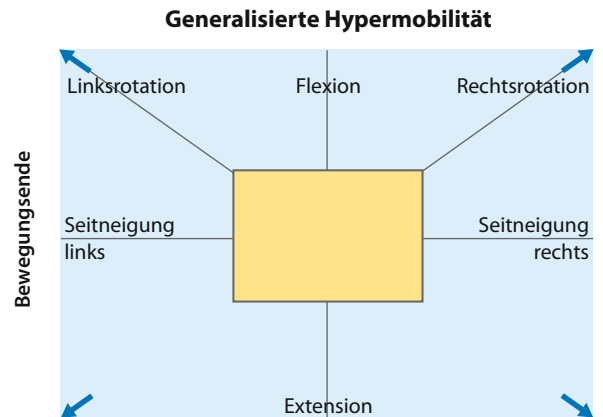 Generalisierte Hypermobilität
Linksrotation
Flexion
Rechtsrotation
Bewegungsende
Seitneigung
links
Seitneigung
rechts
Extension